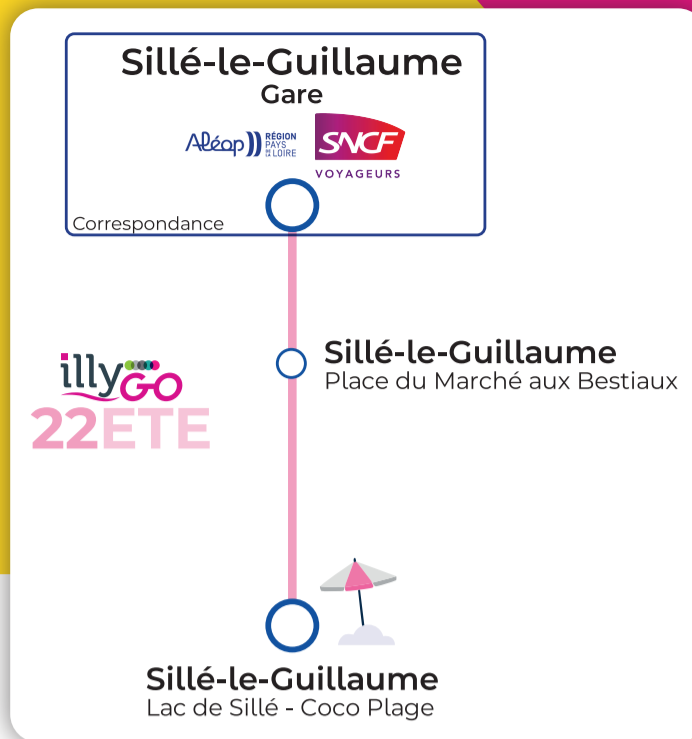 Sillé-le-Guillaume
Gare
Aléop RÉGION PAYS DE LA LOIRE
SNCF
VOYAGEURS
Correspondance
Sillé-le-Guillaume
Place du Marché aux Bestiaux
illyGO
22ETE
Sillé-le-Guillaume
Lac de Sillé - Coco Plage